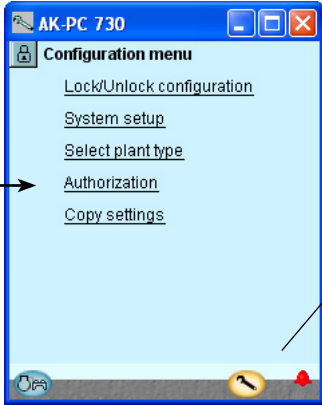 AK-PC 730
Configuration menu
Lock/Unlock configuration
System setup
Select plant type
Authorization
Copy settings